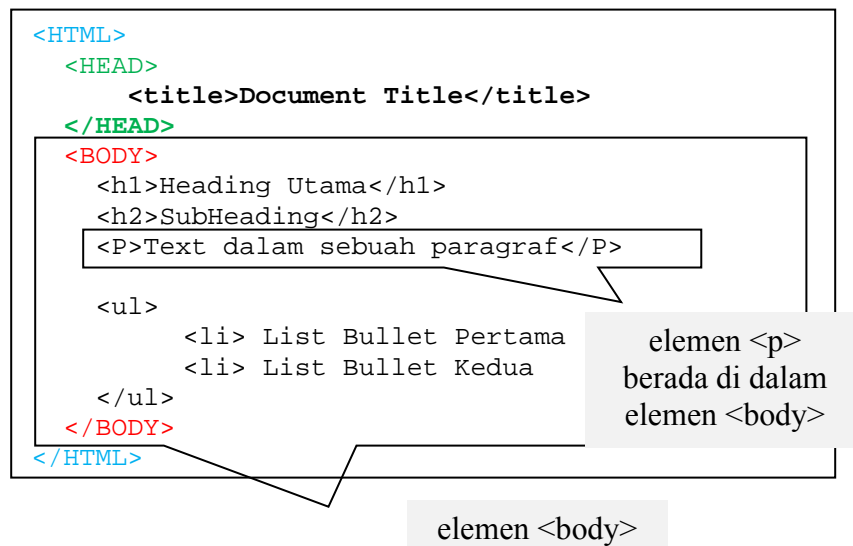 <HTML>
<HEAD>
<title>Document Title</title>
</HEAD>
<BODY>
<h1>Heading Utama</h1>
<h2>SubHeading</h2>
<P>Text dalam sebuah paragraf</P>
<ul>
<li> List Bullet Pertama
<li> List Bullet Kedua
</ul>
</BODY>
</HTML>
elemen <p>
berada di dalam
elemen <body>
elemen <body>